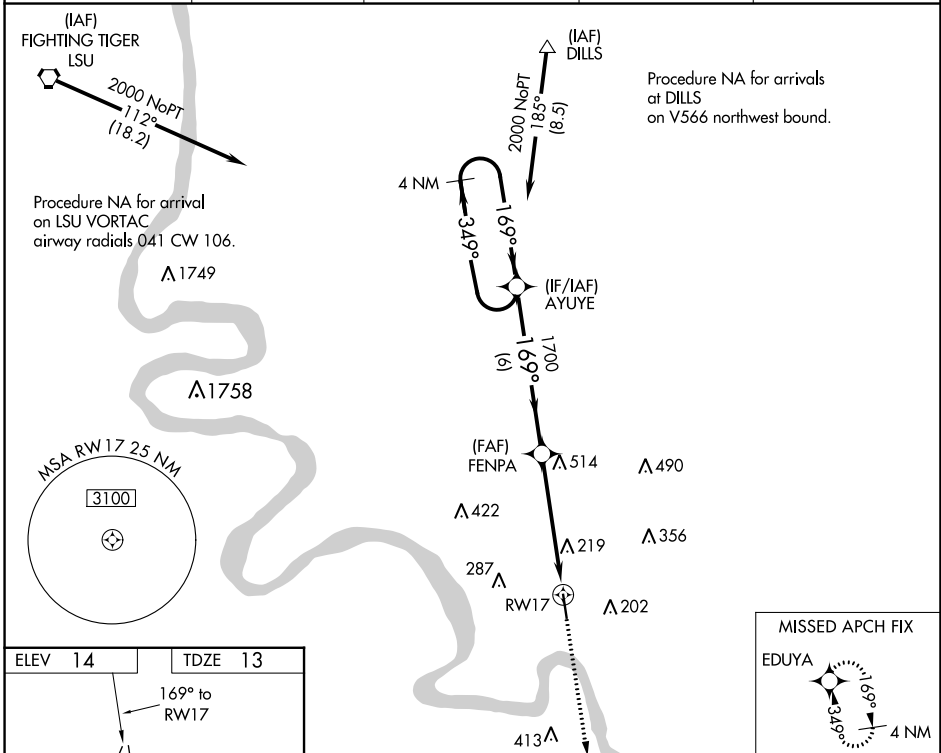 (IAF)
FIGHTING TIGER
LSU
2000 NoPT
112°
(18.2)
(IAF)
DILLS
2000 NoPT
185°
(8.5)
Procedure NA for arrivals
at DILLS
on V566 northwest bound.
4 NM
349°
169°
Procedure NA for arrival
on LSU VORTAC
airway radials 041 CW 106.
1749
(IF/IAF)
AYUYE
1700
169°
(6)
1758
MSA RW17 25 NM
3100
(FAF)
FENPA
514
490
422
219
356
287
RW17
202
ELEV 14
TDZE 13
169° to
RW17
413
MISSED APCH FIX
EDUYA
169°
349°
4 NM